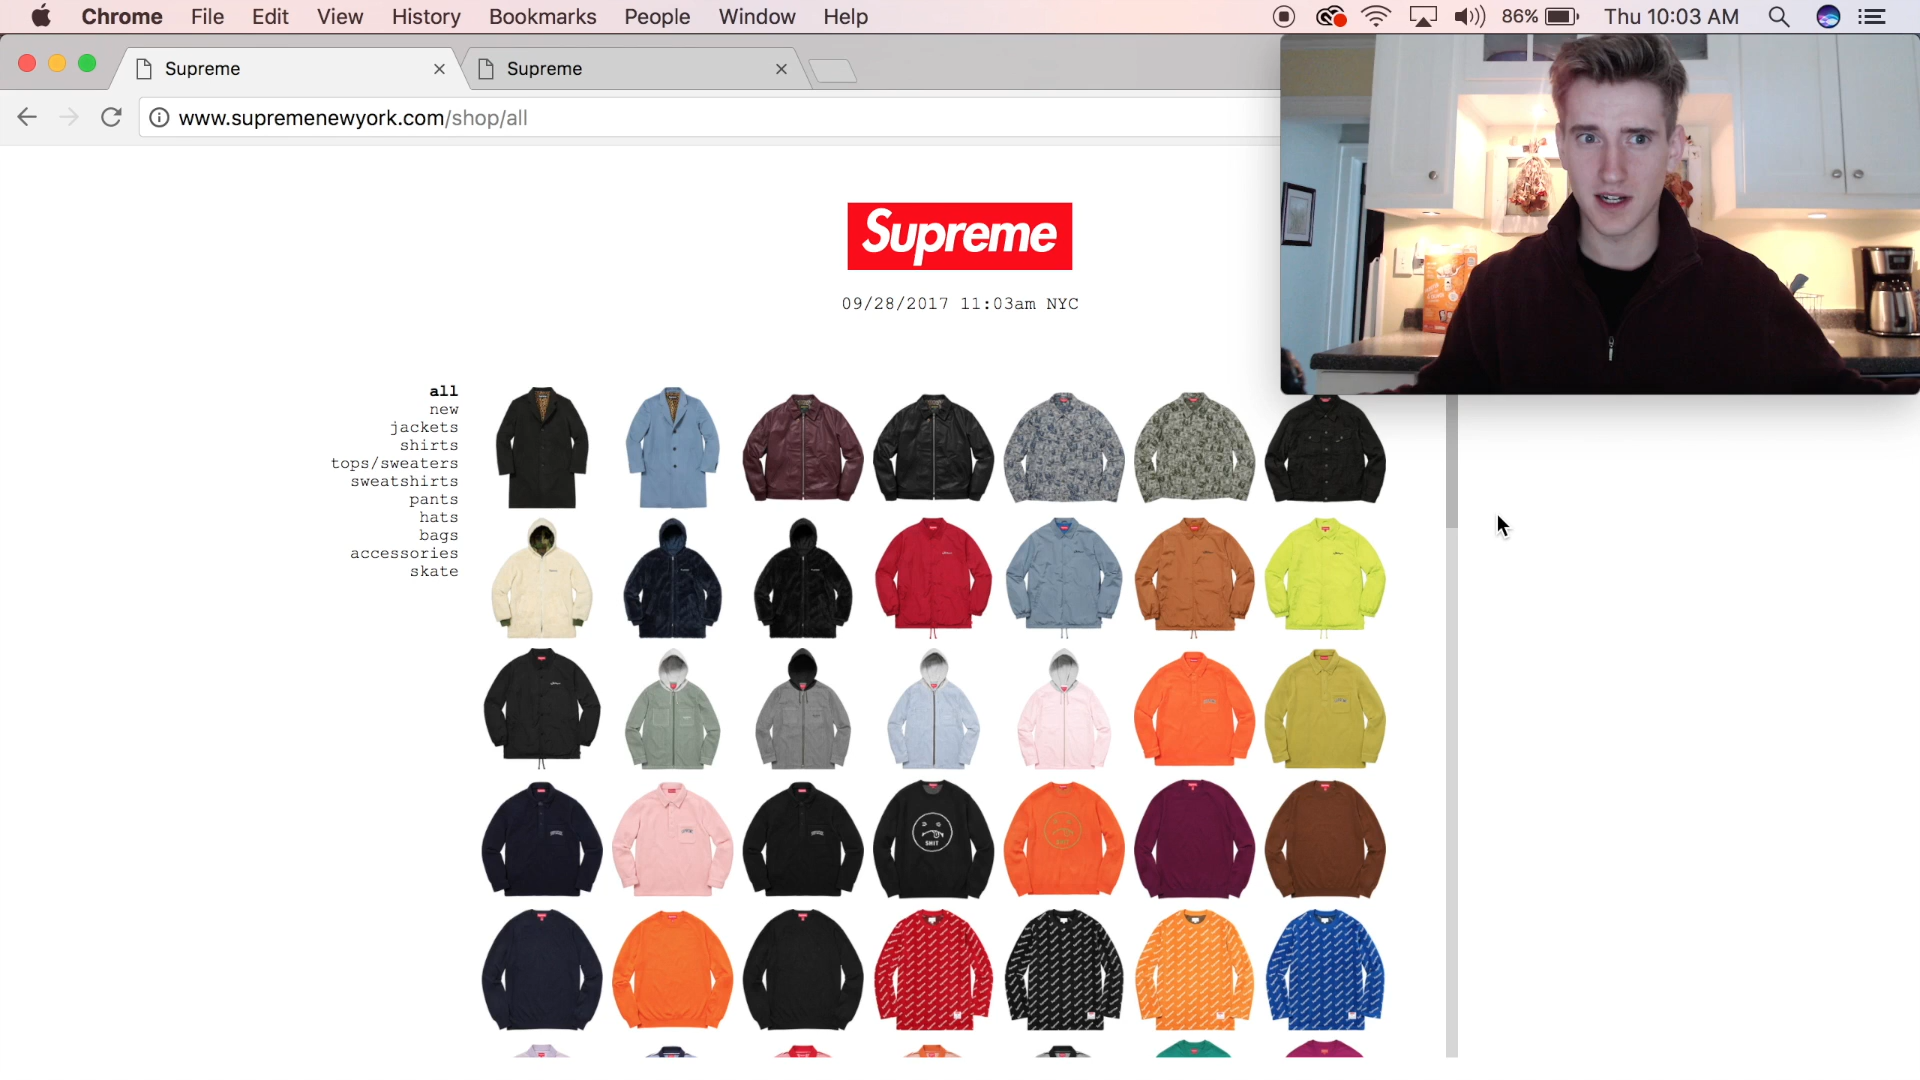 Chrome File Edit View History Bookmarks People Window Help 86% Thu 10:03 AM
Supreme Supreme
www.supremenewyork.com/shop/all
Supreme
09/28/2017 11:03am NYC
all
new
jackets
shirts
tops/sweaters
sweatshirts
pants
hats
bags
accessories
skate
SHIT
SHIT